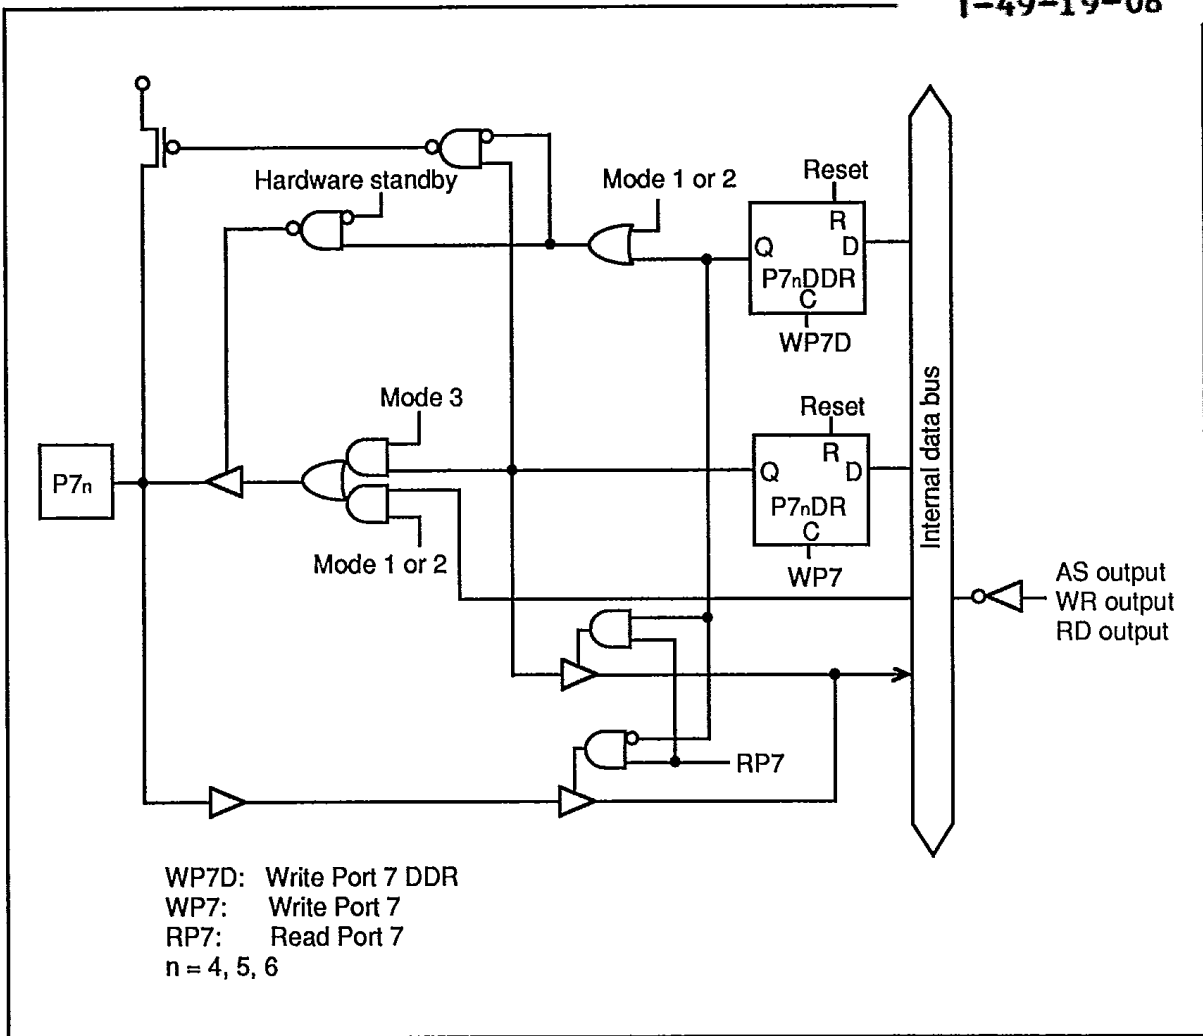 T-49-19-08
Hardware standby
Mode 1 or 2
Reset
R
Q
D
P7nDDR
C
WP7D
Mode 3
Reset
R
Q
D
P7nDR
C
WP7
P7n
Mode 1 or 2
Internal data bus
AS output
WR output
RD output
RP7
WP7D: Write Port 7 DDR
WP7: Write Port 7
RP7: Read Port 7
n = 4, 5, 6